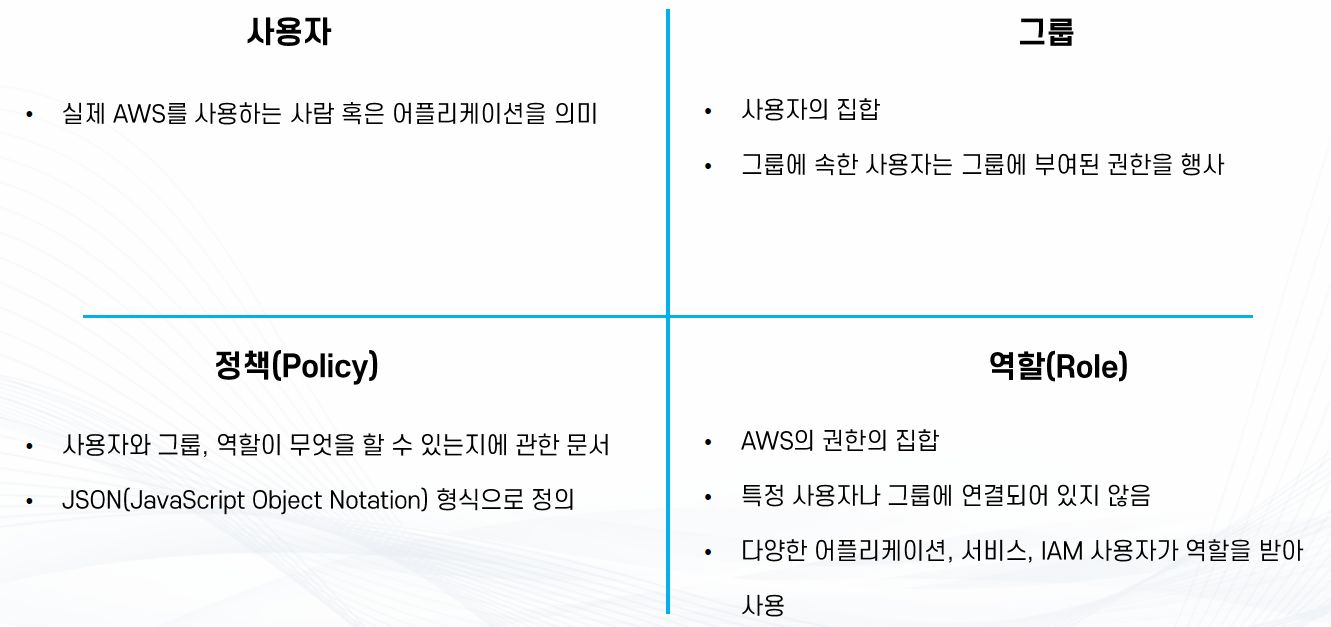 사용자
• 실제 AWS를 사용하는 사람 혹은 어플리케이션을 의미
그룹
• 사용자의 집합
• 그룹에 속한 사용자는 그룹에 부여된 권한을 행사
정책(Policy)
• 사용자와 그룹, 역할이 무엇을 할 수 있는지에 관한 문서
• JSON(JavaScript Object Notation) 형식으로 정의
역할(Role)
• AWS의 권한의 집합
• 특정 사용자나 그룹에 연결되어 있지 않음
• 다양한 어플리케이션, 서비스, IAM 사용자가 역할을 받아
사용